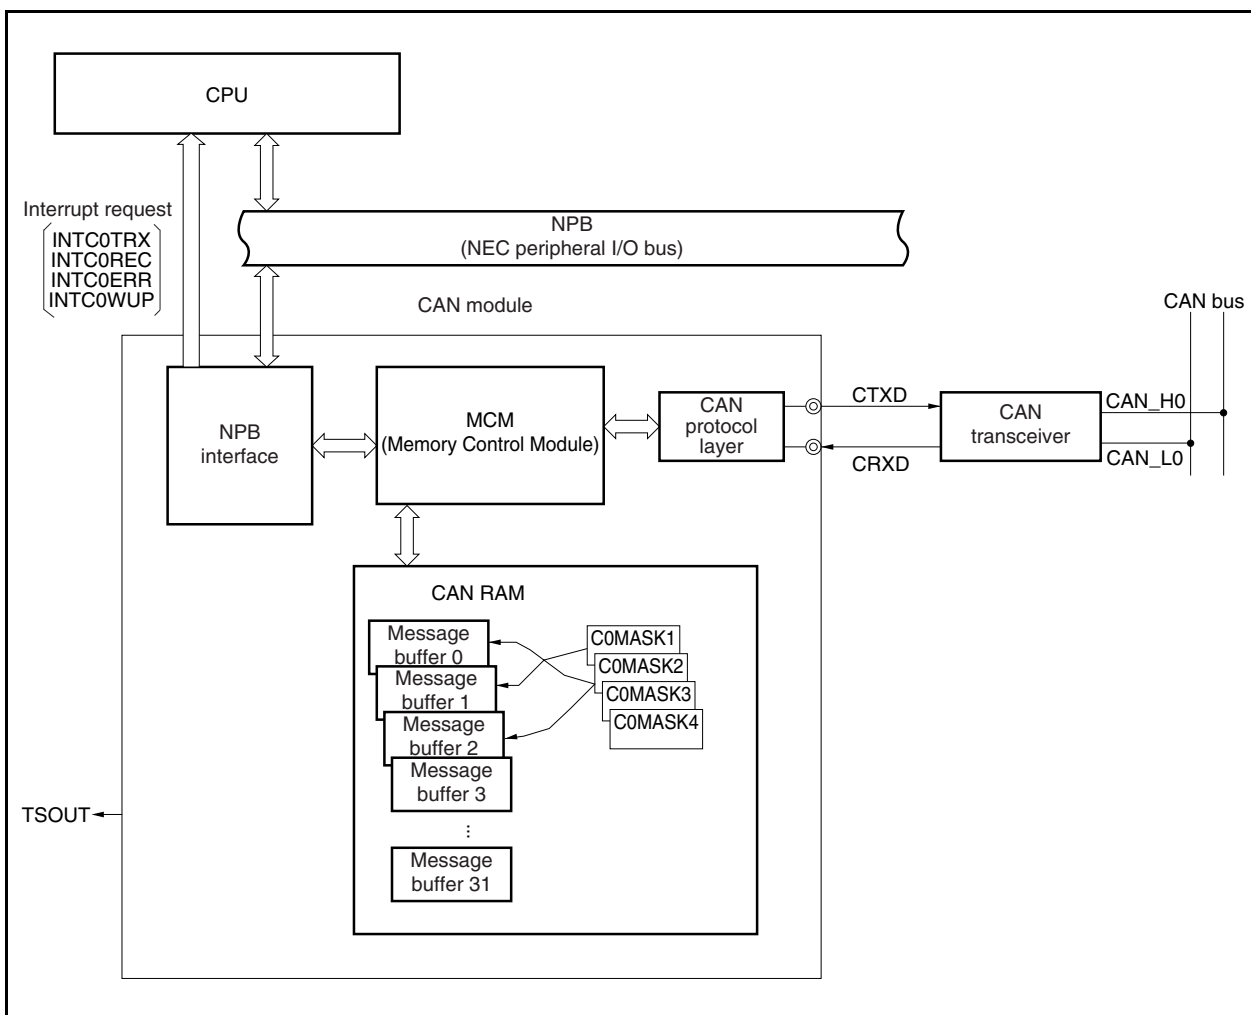 CPU
Interrupt request
INTC0TRX
INTC0REC
INTC0ERR
INTC0WUP
NPB
(NEC peripheral I/O bus)
CAN module
CAN bus
NPB
interface
MCM
(Memory Control Module)
CAN
protocol
layer
CTXD
CRXD
CAN
transceiver
CAN_H0
CAN_L0
CAN RAM
Message
buffer 0
Message
buffer 1
Message
buffer 2
Message
buffer 3
...
Message
buffer 31
C0MASK1
C0MASK2
C0MASK3
C0MASK4
TSOUT